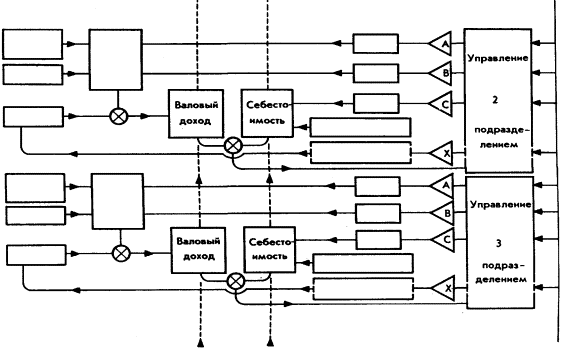 A
Управление
B
Валовый
доход
Себесто-
имость
C
2
подразде-
лением
X
A
Управление
B
Валовый
доход
Себесто-
имость
C
3
подраз-
делением
X